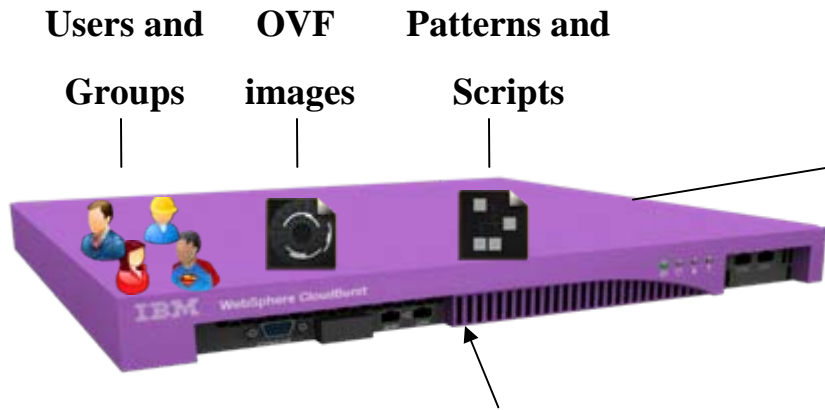 Users and OVF Patterns and
Groups images Scripts
IBM WebSphere CloudBurst